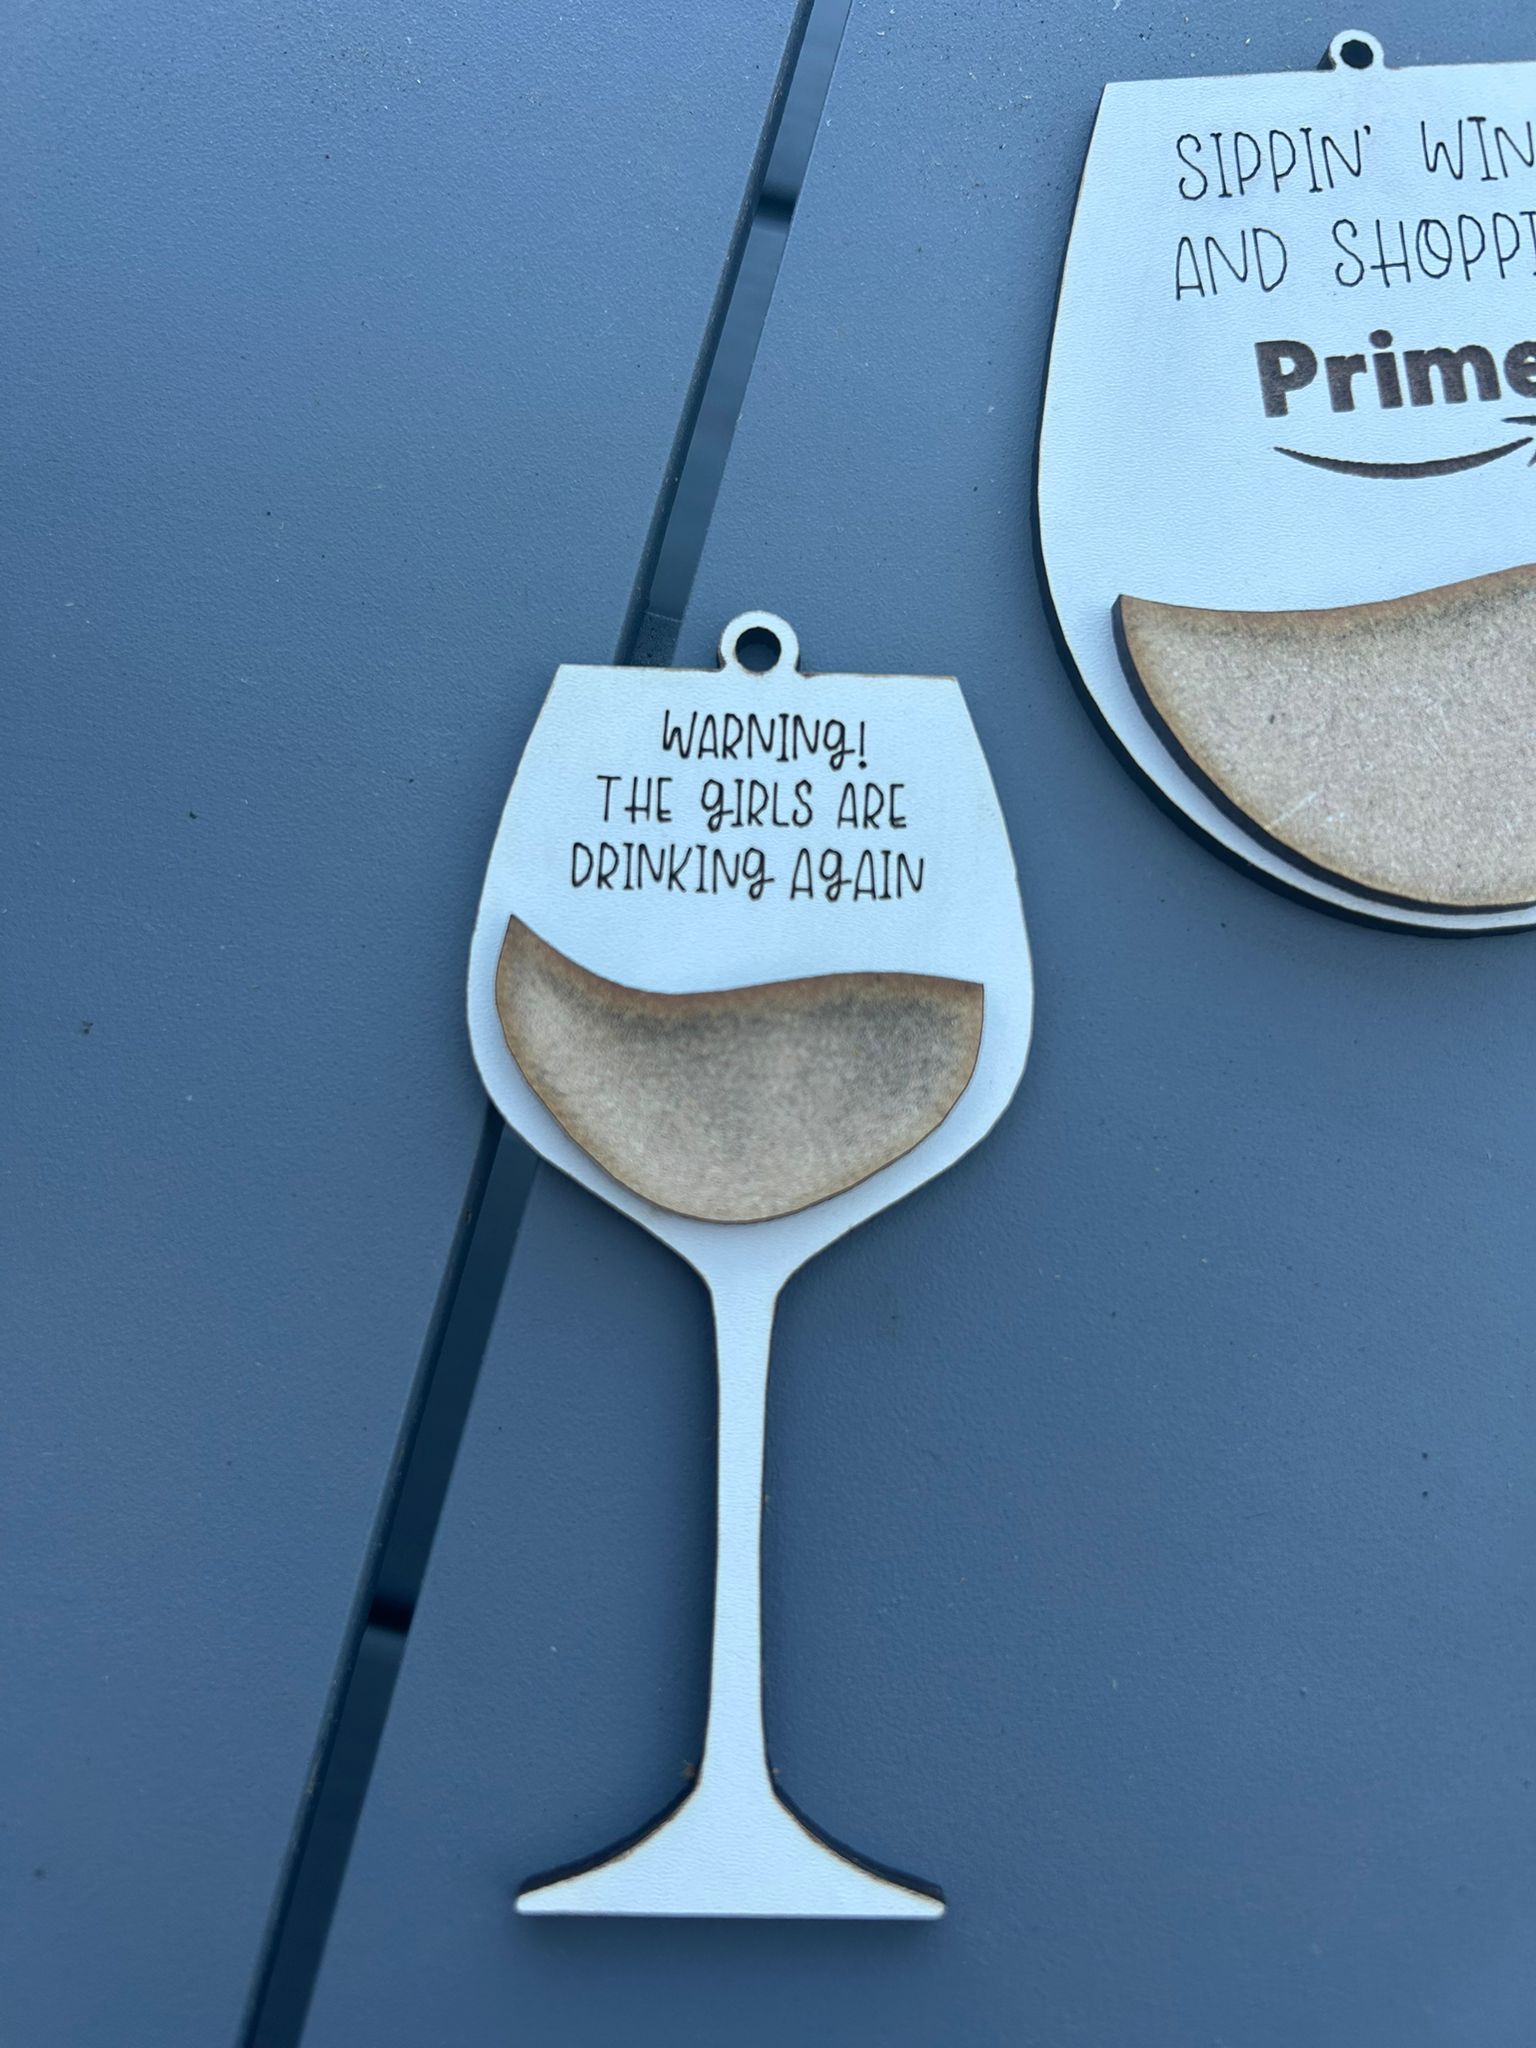 WARNING!
THE GIRLS ARE
DRINKING AGAIN
SIPPIN'
AND
Prime